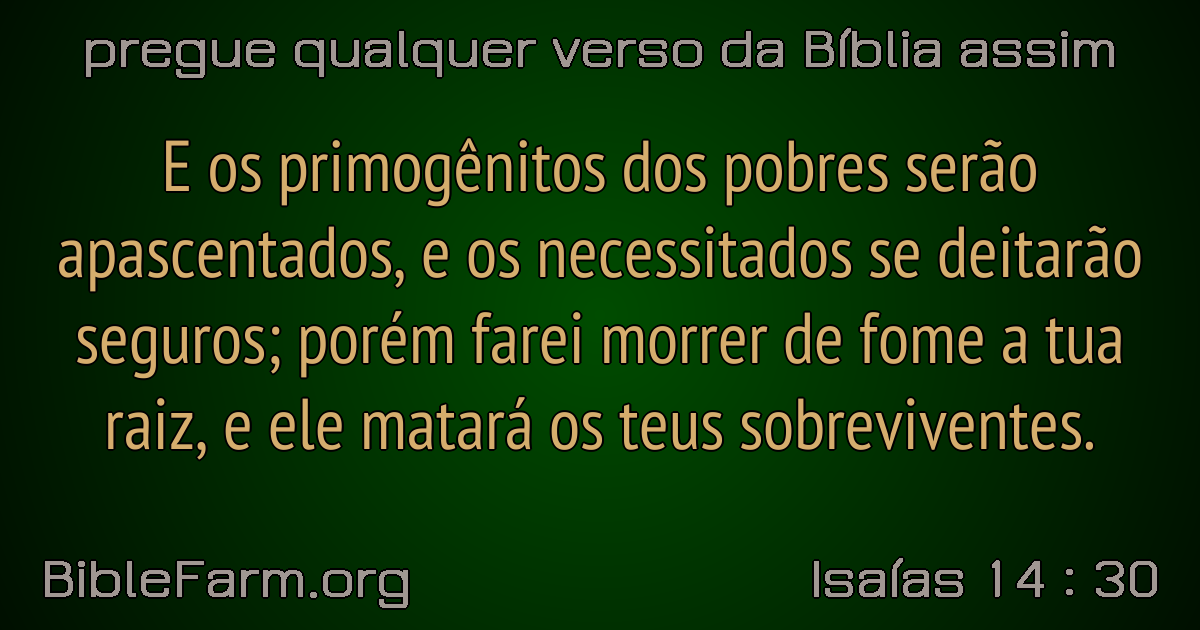 pregue qualquer verso da Bíblia assim
E os primogênitos dos pobres serão
apascentados, e os necessitados se deitarão
seguros; porém farei morrer de fome a tua
raiz, e ele matará os teus sobreviventes.
BibleFarm.org
Isaías 14 : 30